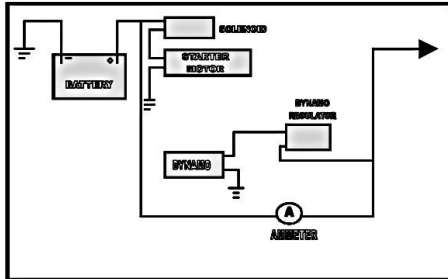 SOLENOID
STARTER
MOTOR
BATTERY
DYNAMO
REGULATOR
DYNAMO
A
AMMETER